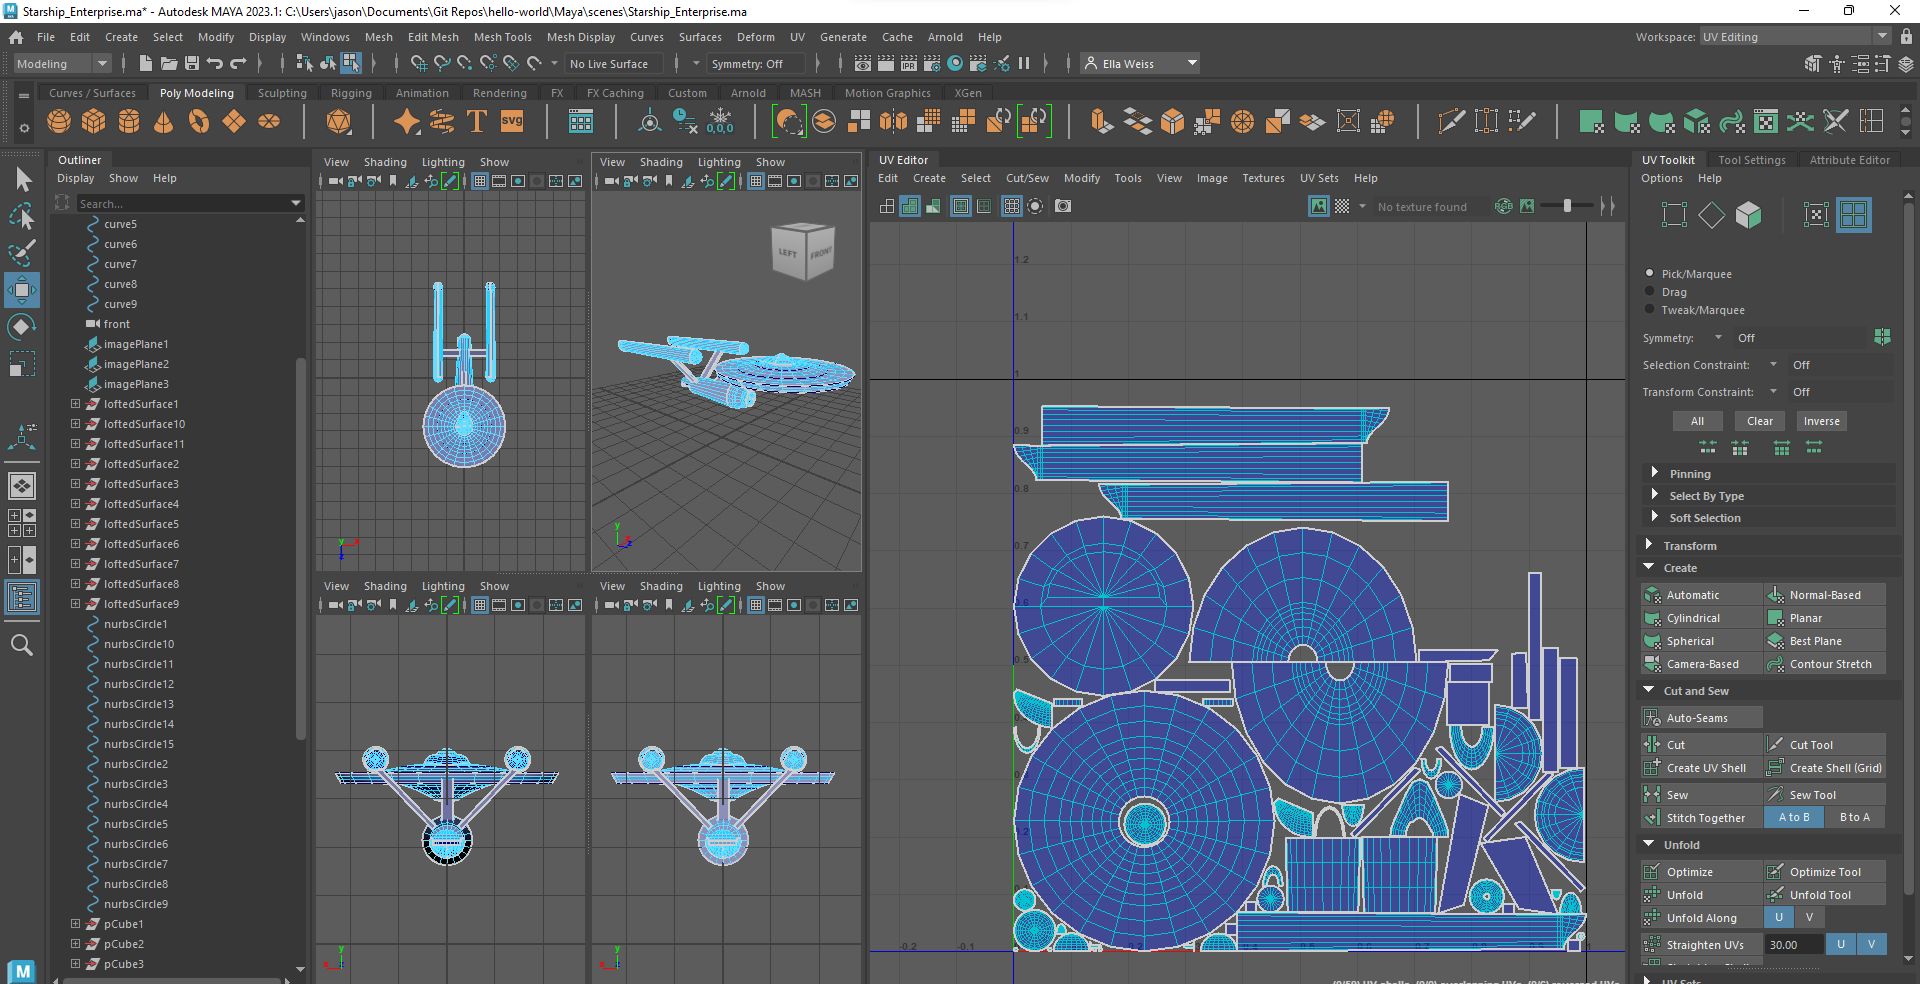 Starship_Enterprise.ma* - Autodesk MAYA 2023.1: C:\Users\jason\Documents\Git Repos\hello-world\Maya\scenes\Starship_Enterprise.ma
File Edit Create Select Modify Display Windows Mesh Edit Mesh Mesh Tools Mesh Display Curves Surfaces Deform UV Generate Cache Arnold Help
Workspace: UV Editing
Modeling
No Live Surface
Symmetry: Off
IPR
Ella Weiss
Curves / Surfaces Poly Modeling Sculpting Rigging Animation Rendering FX FX Caching Custom Arnold MASH Motion Graphics XGen
T svg 0,0,0
Outliner
Display Show Help
Search...
curve5
curve6
curve7
curve8
curve9
front
imagePlane1
imagePlane2
imagePlane3
loftedSurface1
loftedSurface10
loftedSurface11
loftedSurface2
loftedSurface3
loftedSurface4
loftedSurface5
loftedSurface6
loftedSurface7
loftedSurface8
loftedSurface9
nurbsCircle1
nurbsCircle10
nurbsCircle11
nurbsCircle12
nurbsCircle13
nurbsCircle14
nurbsCircle15
nurbsCircle2
nurbsCircle3
nurbsCircle4
nurbsCircle5
nurbsCircle6
nurbsCircle7
nurbsCircle8
nurbsCircle9
pCube1
pCube2
pCube3
M
View Shading Lighting Show
y x z
View Shading Lighting Show
LEFT FRONT
y
View Shading Lighting Show
y x
View Shading Lighting Show
y x
UV Editor
Edit Create Select Cut/Sew Modify Tools View Image Textures UV Sets Help
No texture found
RGB
1.2
1.1
1
0.9
0.8
0.7
0.6
0.5
-0.2 -0.1
UV Toolkit Tool Settings Attribute Editor
Options Help
Pick/Marquee
Drag
Tweak/Marquee
Symmetry: Off
Selection Constraint: Off
Transform Constraint: Off
All Clear Inverse
Pinning
Select By Type
Soft Selection
Transform
Create
Automatic Normal-Based
Cylindrical Planar
Spherical Best Plane
Camera-Based Contour Stretch
Cut and Sew
Auto-Seams
Cut Cut Tool
Create UV Shell Create Shell (Grid)
Sew Sew Tool
Stitch Together A to B B to A
Unfold
Optimize Optimize Tool
Unfold Unfold Tool
Unfold Along U V
Straighten UVs 30.00 U V
UV Sets